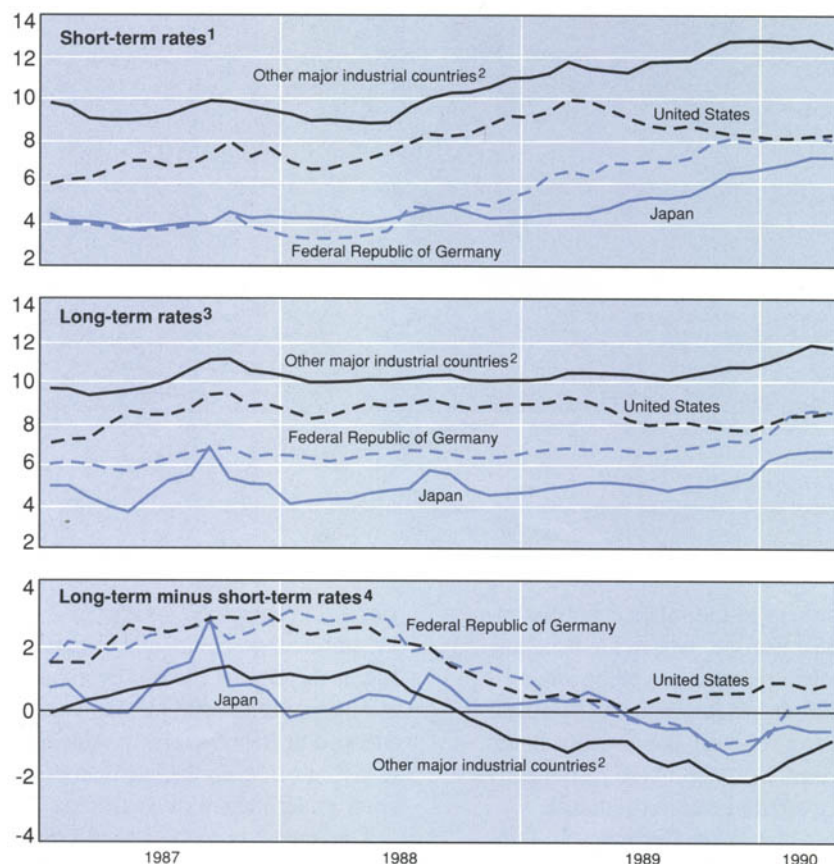 14
12
10
8
6
4
2
Short-term rates¹
Other major industrial countries²
United States
Japan
Federal Republic of Germany
14
12
10
8
6
4
2
Long-term rates³
Other major industrial countries²
United States
Federal Republic of Germany
Japan
4
2
0
-2
-4
Long-term minus short-term rates⁴
Federal Republic of Germany
United States
Japan
Other major industrial countries²
1987 1988 1989 1990